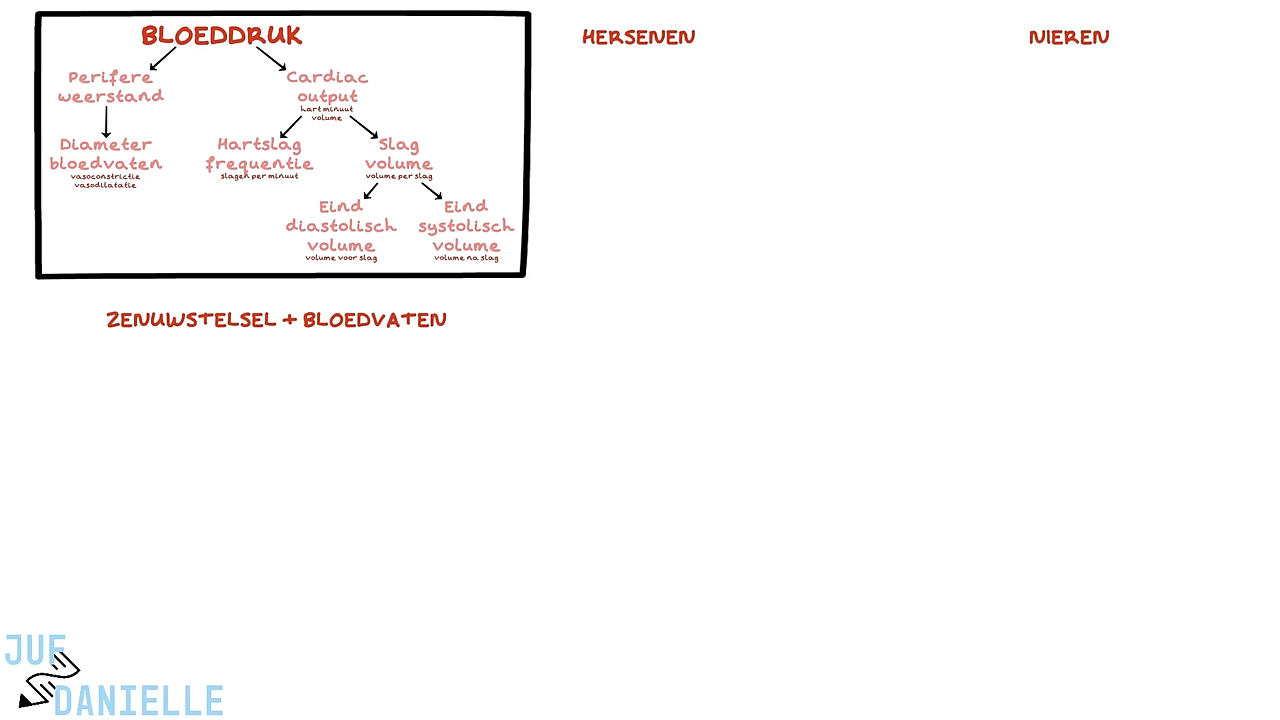 BLOEDDRUK
Perifere
weerstand
Diameter
bloedvaten
vasoconstrictie
vasodilatatie
Cardiac
output
hart minuut
volume
Hartslag
frequentie
slagen per minuut
Slag
volume
volume per slag
Eind
diastolisch
volume
volume voor slag
Eind
systolisch
volume
volume na slag
HERSENEN
NIEREN
ZENUWSTELSEL + BLOEDVATEN
JUF
DANIELLE